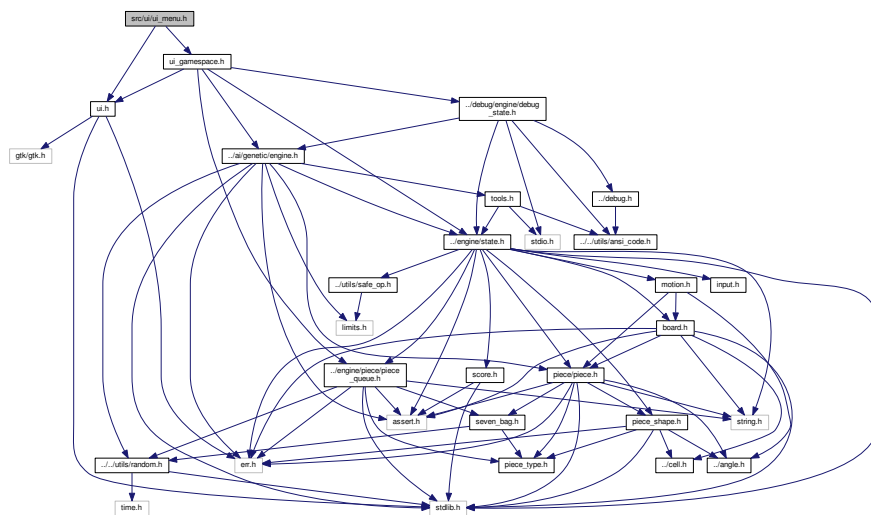 src/ui/ui_menu.h
ui_gamespace.h
ui.h
../debug/engine/debug
_state.h
gtk/gtk.h
../ai/genetic/engine.h
tools.h
../debug.h
../engine/state.h
stdio.h
../../utils/ansi_code.h
../utils/safe_op.h
motion.h
input.h
limits.h
board.h
../engine/piece/piece
_queue.h
score.h
piece/piece.h
assert.h
seven_bag.h
piece_shape.h
string.h
../../utils/random.h
err.h
piece_type.h
../cell.h
../angle.h
time.h
stdlib.h